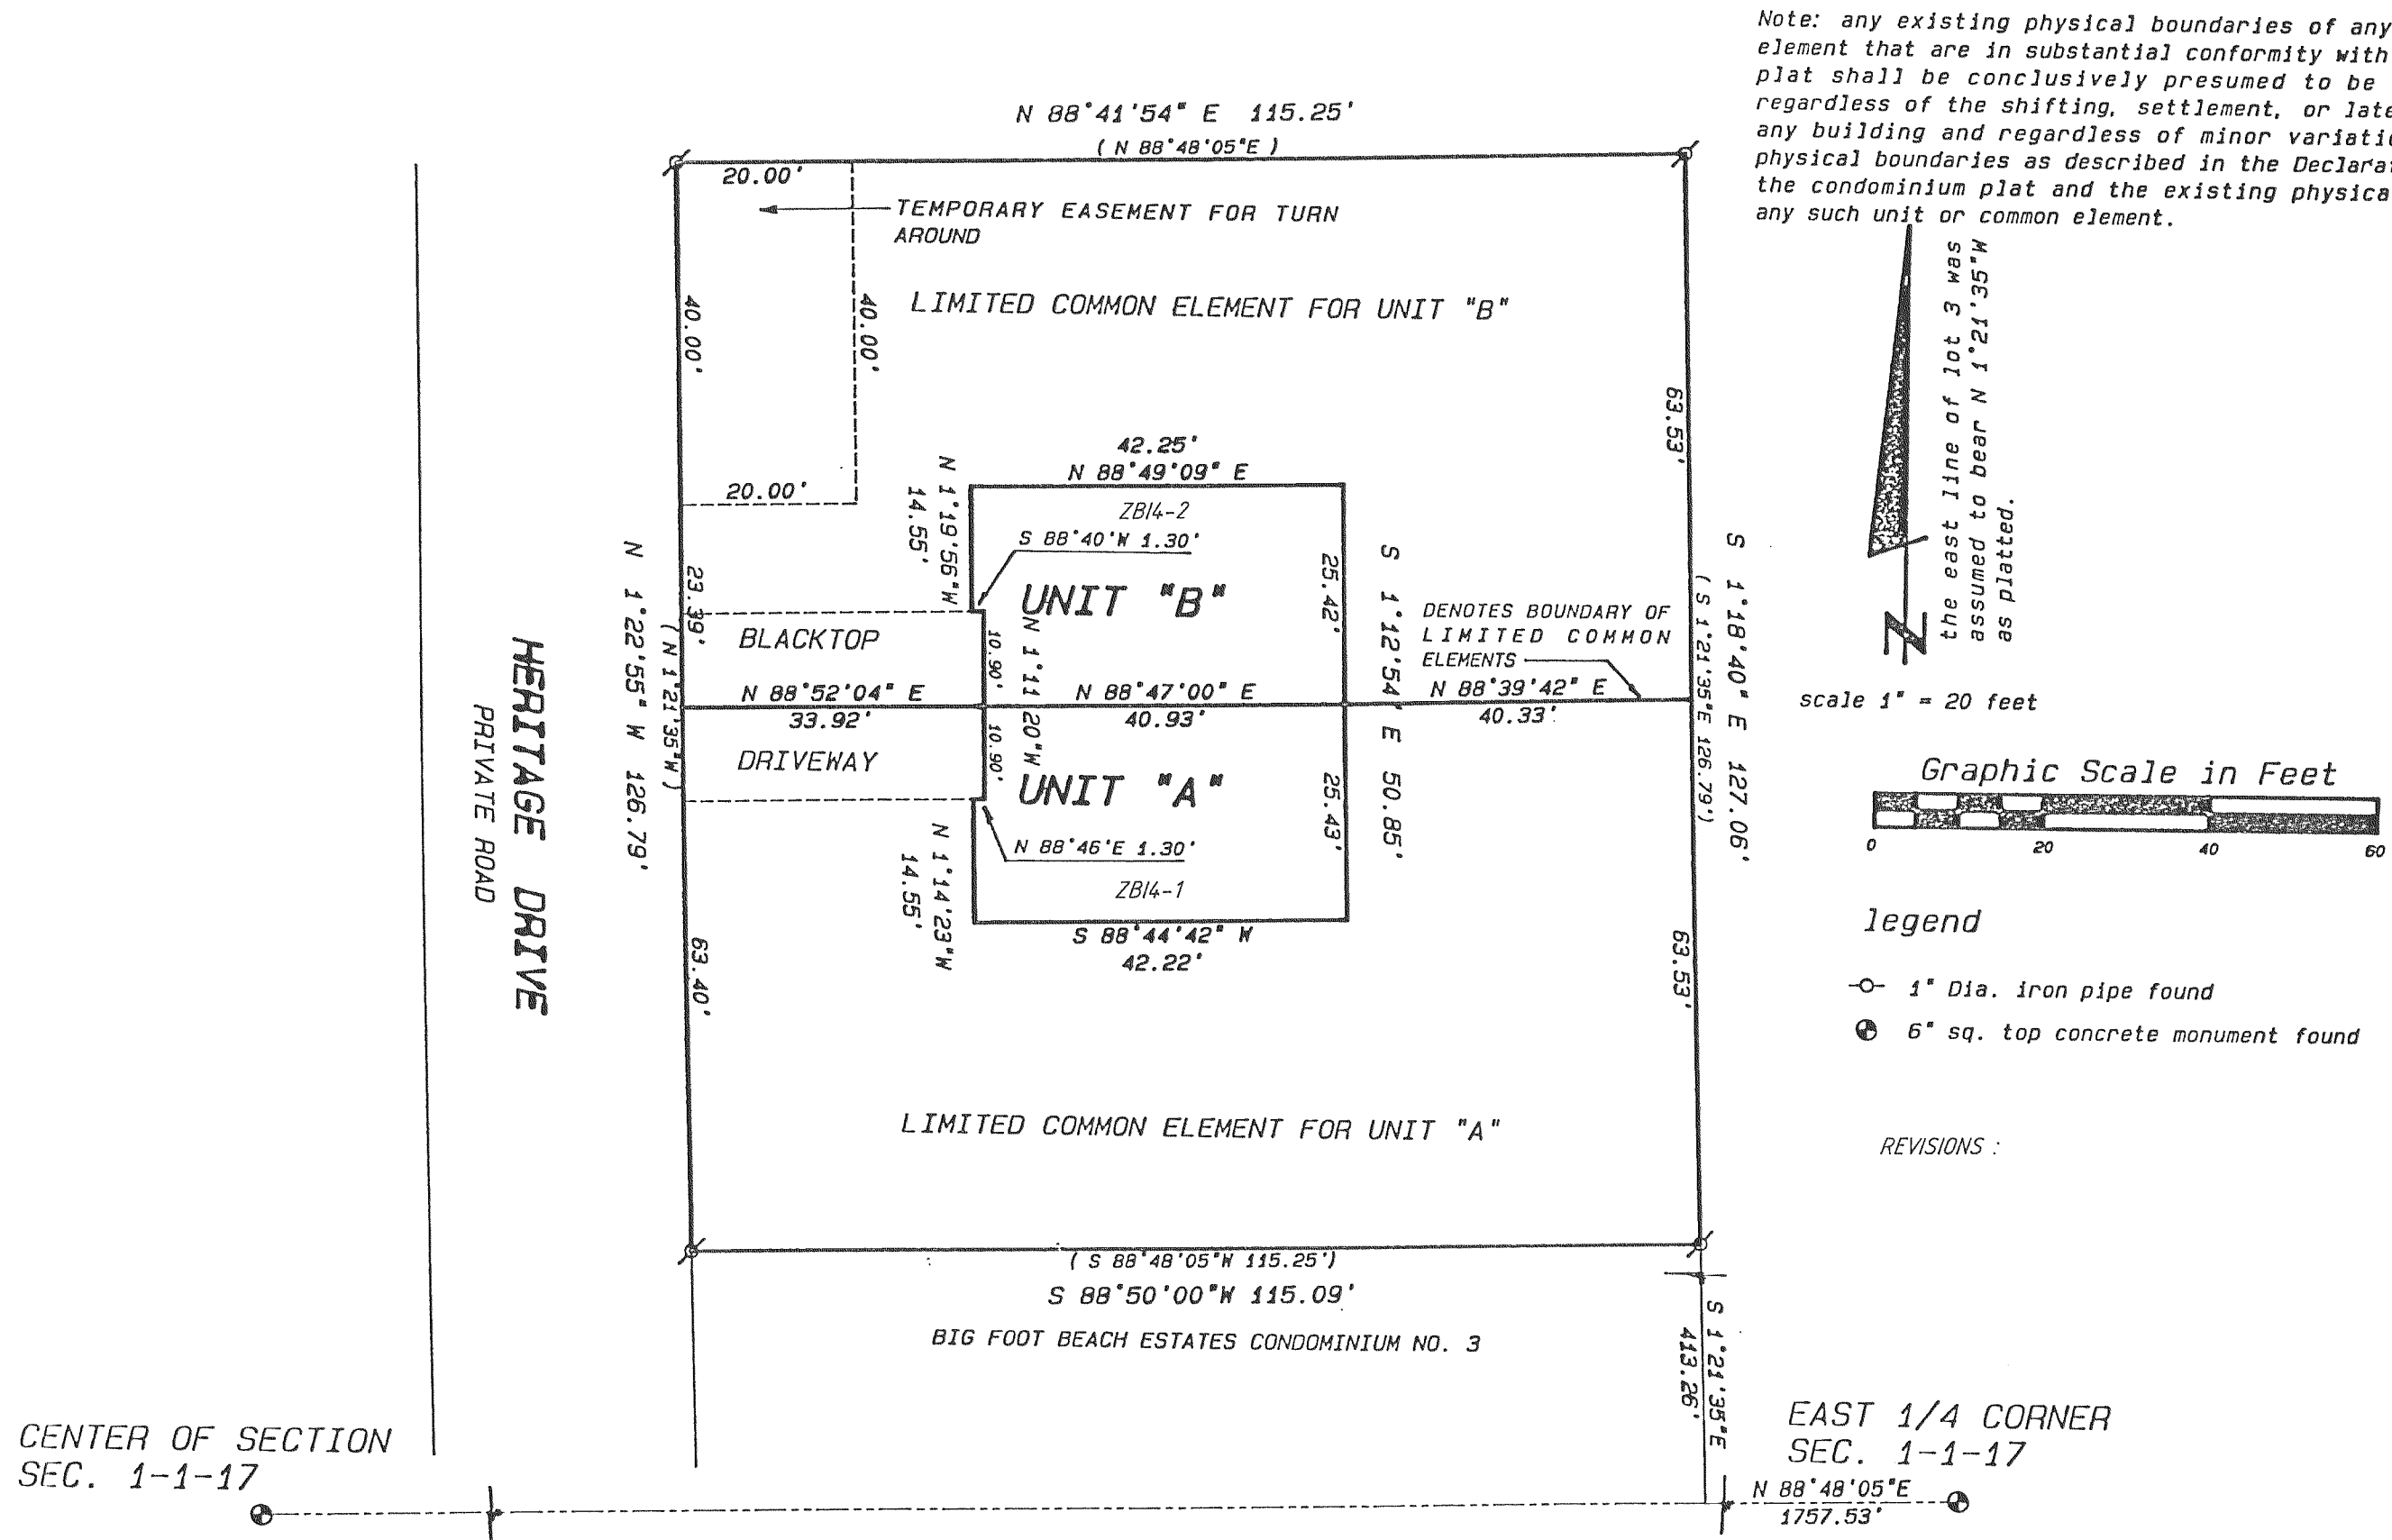 Note: any existing physical boundaries of any
element that are in substantial conformity with
plat shall be conclusively presumed to be
regardless of the shifting, settlement, or late
any building and regardless of minor variatio
physical boundaries as described in the Declarat
the condominium plat and the existing physica
any such unit or common element.
N 88°41'54" E 115.25'
( N 88°48'05"E )
20.00'
TEMPORARY EASEMENT FOR TURN
AROUND
LIMITED COMMON ELEMENT FOR UNIT "B"
40.00'
40.00'
20.00'
63.53'
the east line of lot 3 was
assumed to bear N 1°21'35"W
as platted.
N
scale 1" = 20 feet
42.25'
N 88°49'09" E
ZB14-2
N 1°19'56"W
14.55'
S 88°40'W 1.30'
UNIT "B"
25.42'
S 1°12'54" E 50.85'
DENOTES BOUNDARY OF
LIMITED COMMON
ELEMENTS
N 88°39'42" E
40.33'
S 1°18'40" E 127.06'
( S 1°21'35"E 126.79')
N 1°22'55" W 126.79'
( N 1°21'35"W )
23.39'
BLACKTOP
N 88°52'04" E
33.92'
DRIVEWAY
10.90'
N 1°11'20"W
10.90'
N 88°47'00" E
40.93'
UNIT "A"
25.43'
N 88°46'E 1.30'
ZB14-1
N 1°14'23"W
14.55'
S 88°44'42" W
42.22'
HERITAGE DRIVE
PRIVATE ROAD
63.40'
63.53'
Graphic Scale in Feet
0 20 40 60
legend
1" Dia. iron pipe found
6" sq. top concrete monument found
REVISIONS :
LIMITED COMMON ELEMENT FOR UNIT "A"
( S 88°48'05"W 115.25')
S 88°50'00"W 115.09'
BIG FOOT BEACH ESTATES CONDOMINIUM NO. 3
S 1°21'35"E
413.26'
CENTER OF SECTION
SEC. 1-1-17
EAST 1/4 CORNER
SEC. 1-1-17
N 88°48'05"E
1757.53'